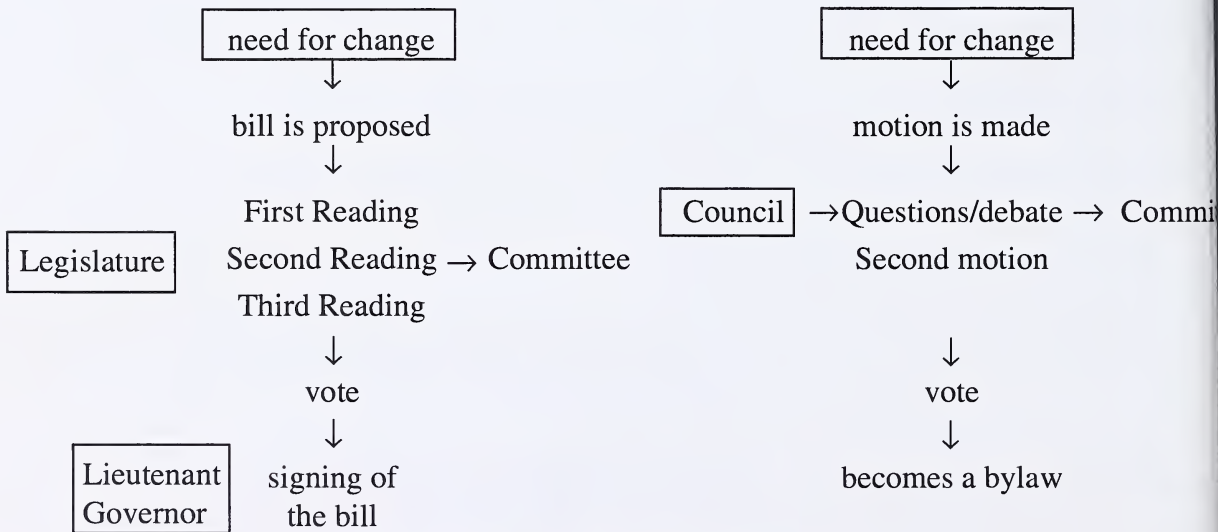 need for change
↓
bill is proposed
↓
First Reading
Legislature
Second Reading → Committee
Third Reading
↓
vote
↓
Lieutenant
Governor
signing of
the bill
need for change
↓
motion is made
↓
Council → Questions/debate →
Second motion
↓
vote
↓
becomes a bylaw